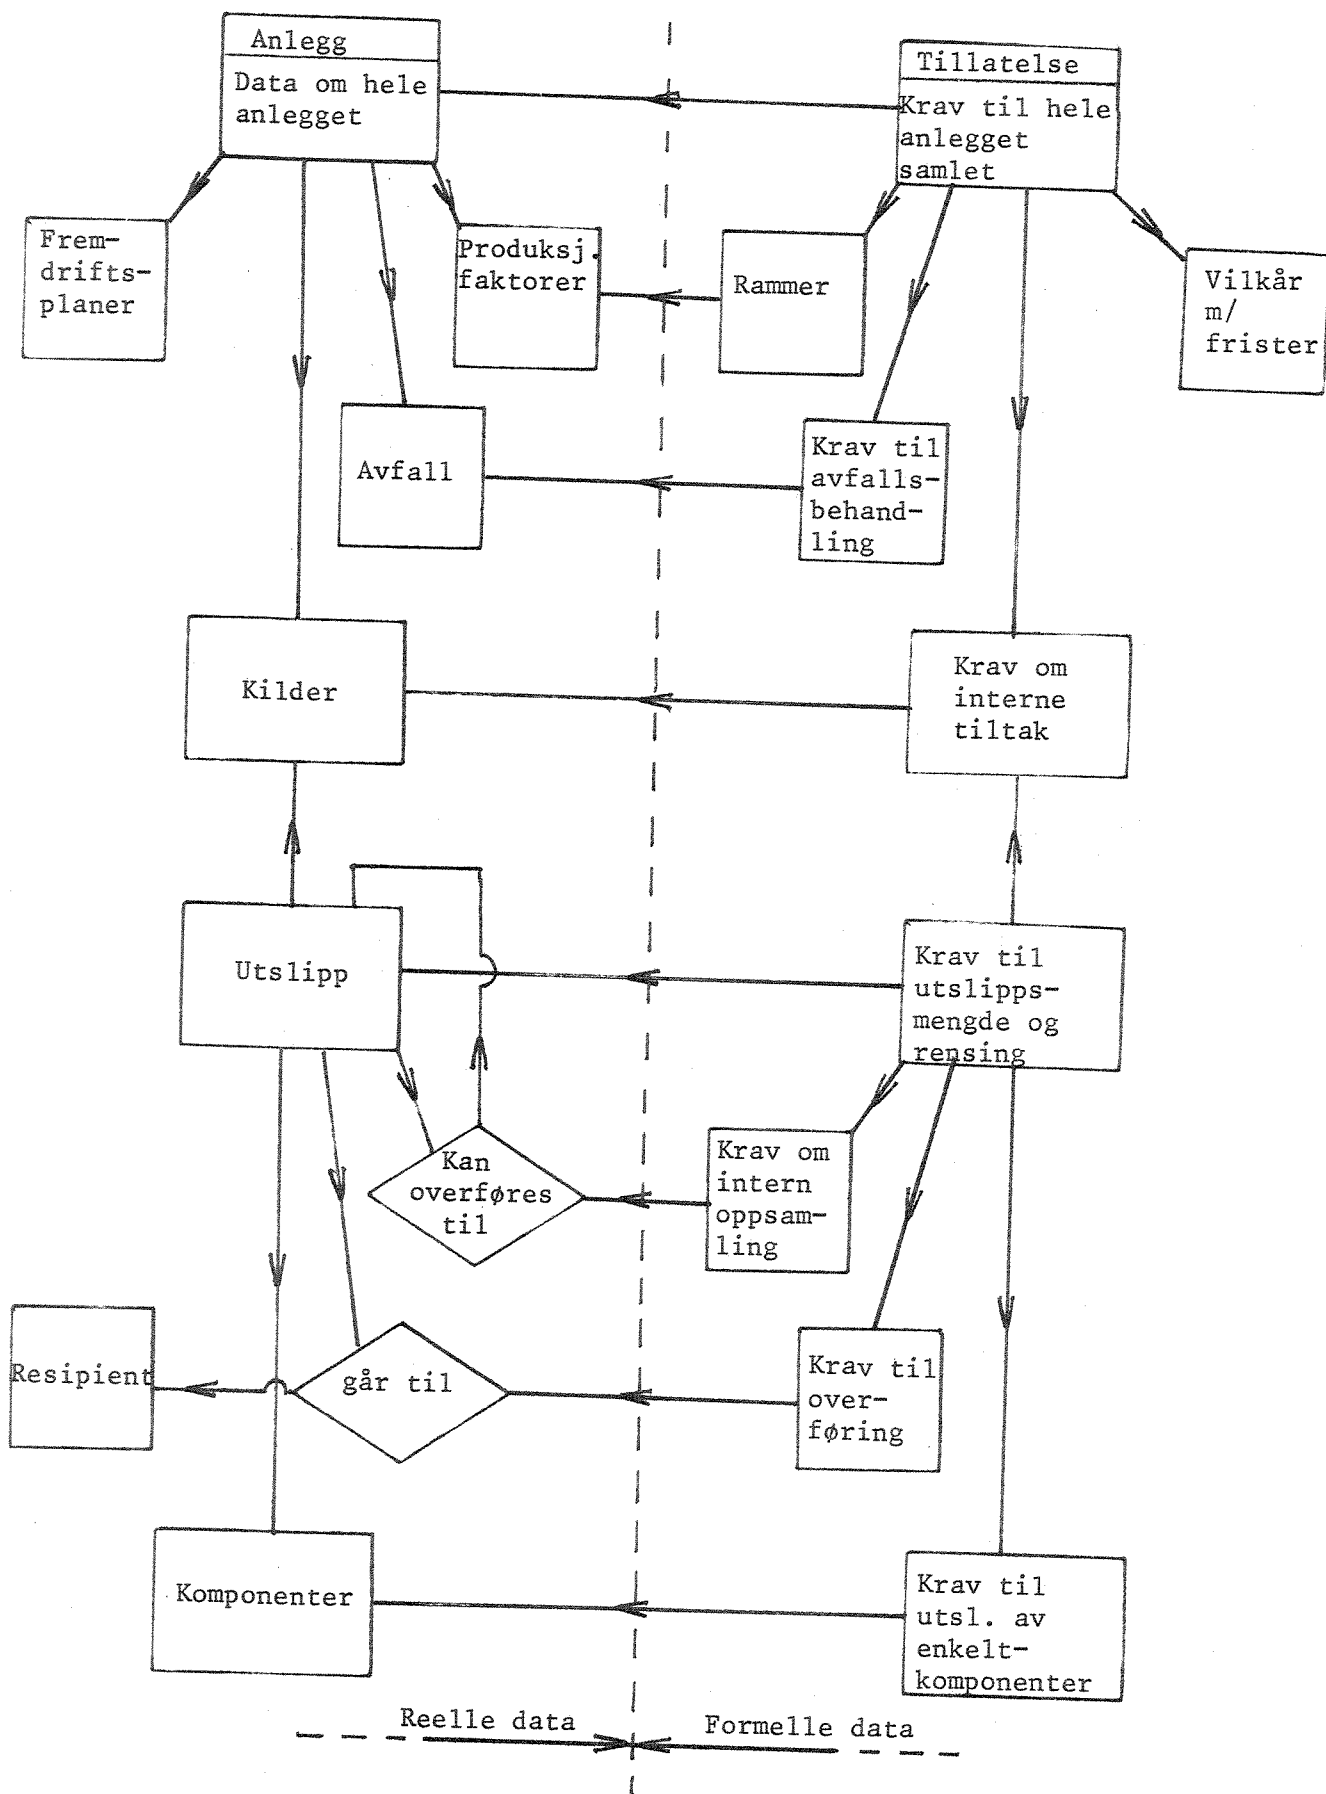 Anlegg
Data om hele
anlegget
Tillatelse
Krav til hele
anlegget
samlet
Frem-
drifts-
planer
Produksj.
faktorer
Rammer
Vilkår
m/
frister
Avfall
Krav til
avfalls-
behand-
ling
Kilder
Krav om
interne
tiltak
Utslipp
Krav til
utslipps-
mengde og
rensing
Kan
overføres
til
Krav om
intern
oppsam-
ling
Resipient
går til
Krav til
over-
føring
Komponenter
Krav til
utsl. av
enkelt-
komponenter
Reelle data
Formelle data